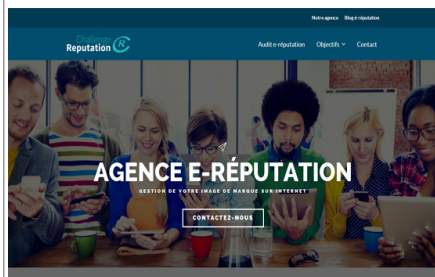 Notre agence Blog e-réputation
Challenge
Reputation R
Audit e-réputation Objectifs Contact
AGENCE E-RÉPUTATION
GESTION DE VOTRE IMAGE DE MARQUE SUR INTERNET
CONTACTEZ-NOUS